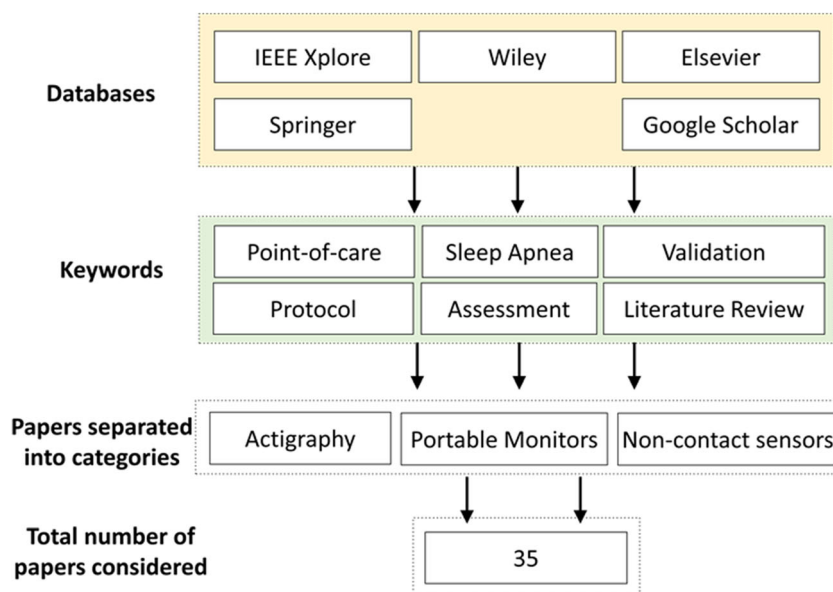 Databases
IEEE Xplore
Wiley
Elsevier
Springer
Google Scholar
Keywords
Point-of-care
Sleep Apnea
Validation
Protocol
Assessment
Literature Review
Papers separated
into categories
Actigraphy
Portable Monitors
Non-contact sensors
Total number of
papers considered
35